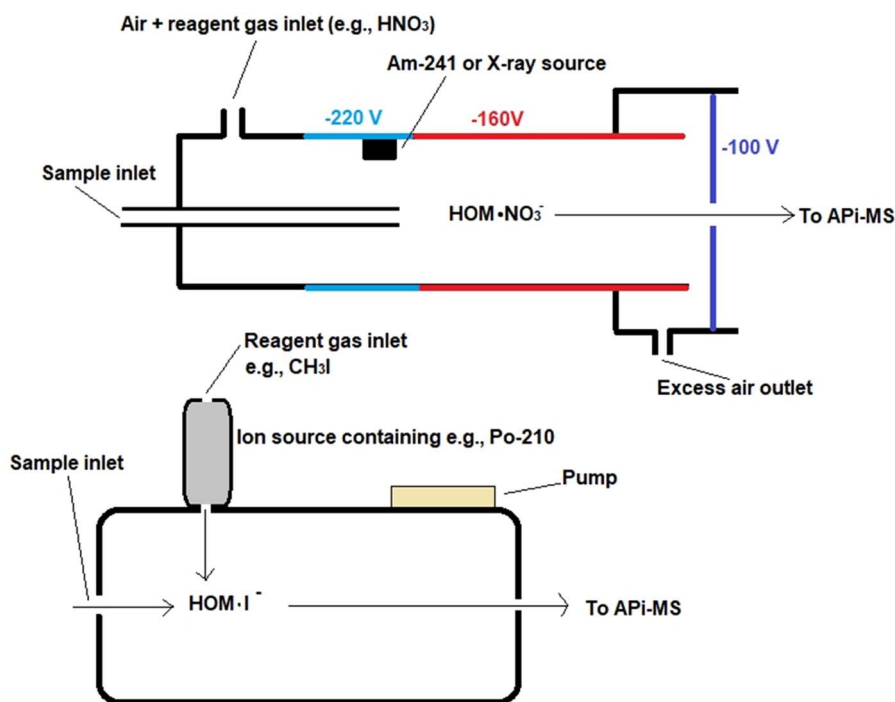 Air + reagent gas inlet (e.g., HNO₃)
Am-241 or X-ray source
-220 V
-160V
-100 V
Sample inlet
HOM•NO₃⁻
To APi-MS
Excess air outlet
Reagent gas inlet
e.g., CH₃I
Ion source containing e.g., Po-210
Sample inlet
Pump
HOM·I⁻
To APi-MS